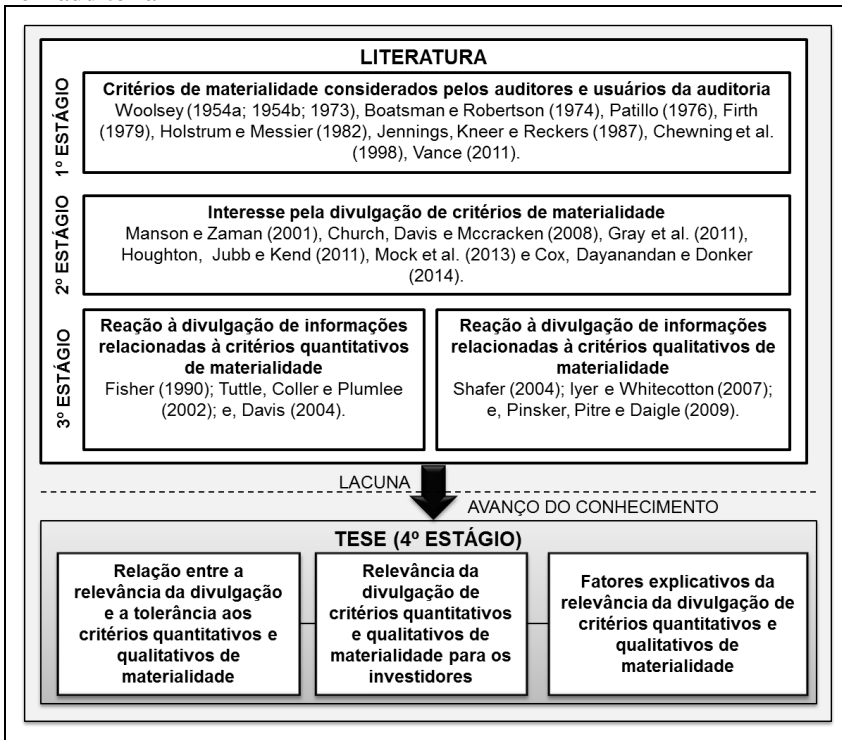 LITERATURA
1º ESTÁGIO
Critérios de materialidade considerados pelos auditores e usuários da auditoria
Woolsey (1954a; 1954b; 1973), Boatsman e Robertson (1974), Patillo (1976), Firth
(1979), Holstrum e Messier (1982), Jennings, Kneer e Reckers (1987), Chewning et al.
(1998), Vance (2011).
2º ESTÁGIO
Interesse pela divulgação de critérios de materialidade
Manson e Zaman (2001), Church, Davis e Mccracken (2008), Gray et al. (2011),
Houghton, Jubb e Kend (2011), Mock et al. (2013) e Cox, Dayanandan e Donker
(2014).
3º ESTÁGIO
Reação à divulgação de informações
relacionadas à critérios quantitativos
de materialidade
Fisher (1990); Tuttle, Coller e Plumlee
(2002); e, Davis (2004).
Reação à divulgação de informações
relacionadas à critérios qualitativos de
materialidade
Shafer (2004); Iyer e Whitecotton (2007);
e, Pinsker, Pitre e Daigle (2009).
LACUNA
AVANÇO DO CONHECIMENTO
TESE (4º ESTÁGIO)
Relação entre a
relevância da divulgação
e a tolerância aos
critérios quantitativos e
qualitativos de
materialidade
Relevância da
divulgação de
critérios quantitativos
e qualitativos de
materialidade para os
investidores
Fatores explicativos da
relevância da divulgação de
critérios quantitativos e
qualitativos de
materialidade